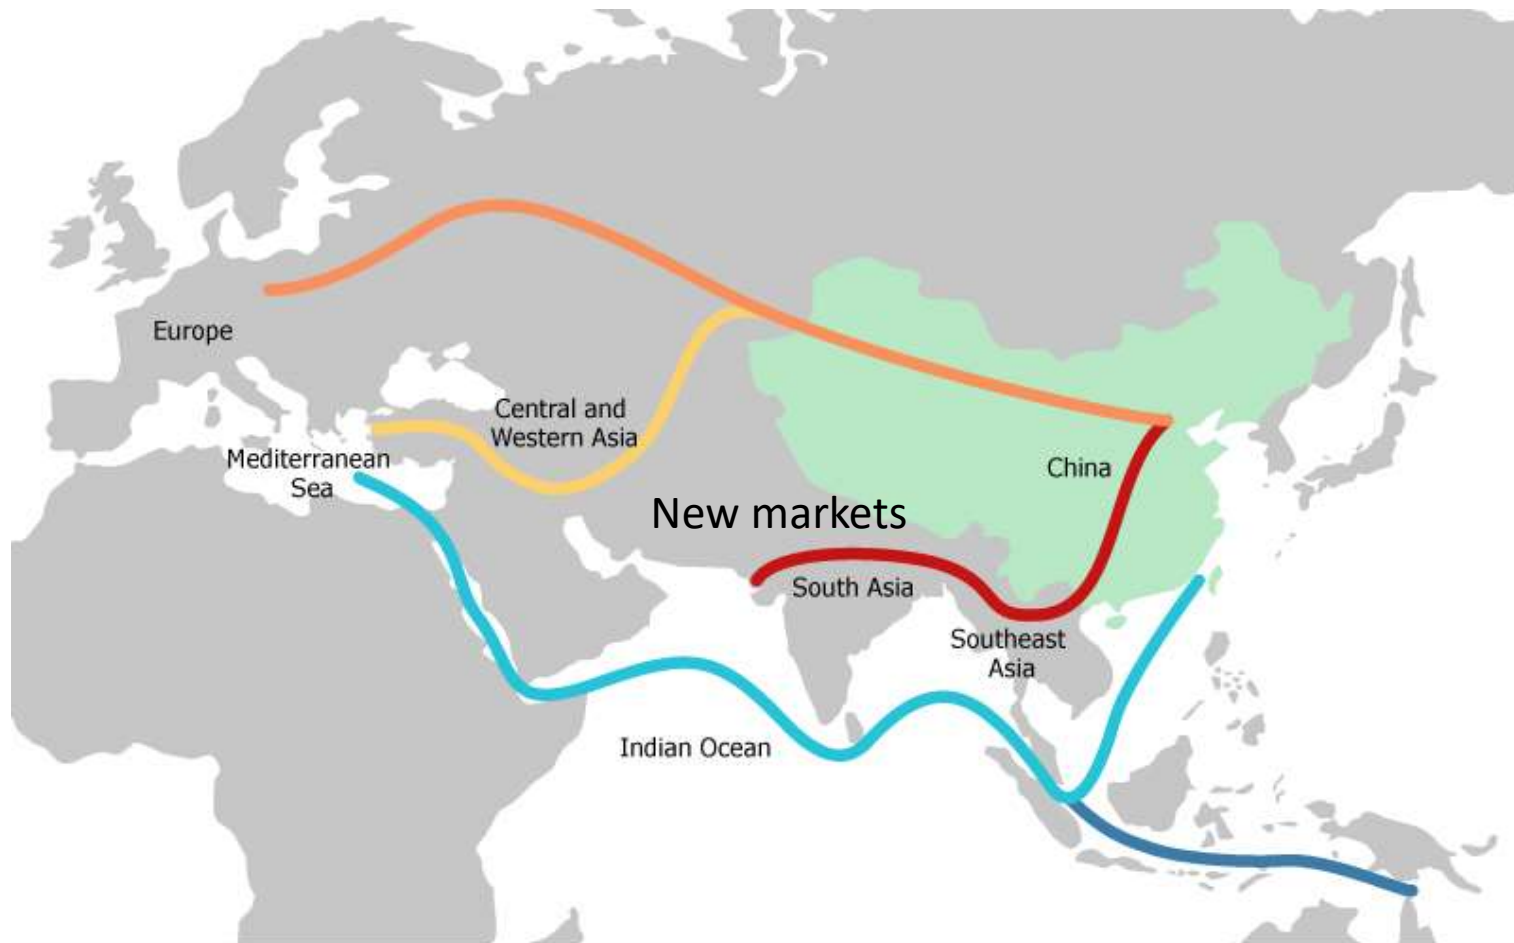 Europe
Central and
Western Asia
Mediterranean
Sea
China
New markets
South Asia
Southeast
Asia
Indian Ocean